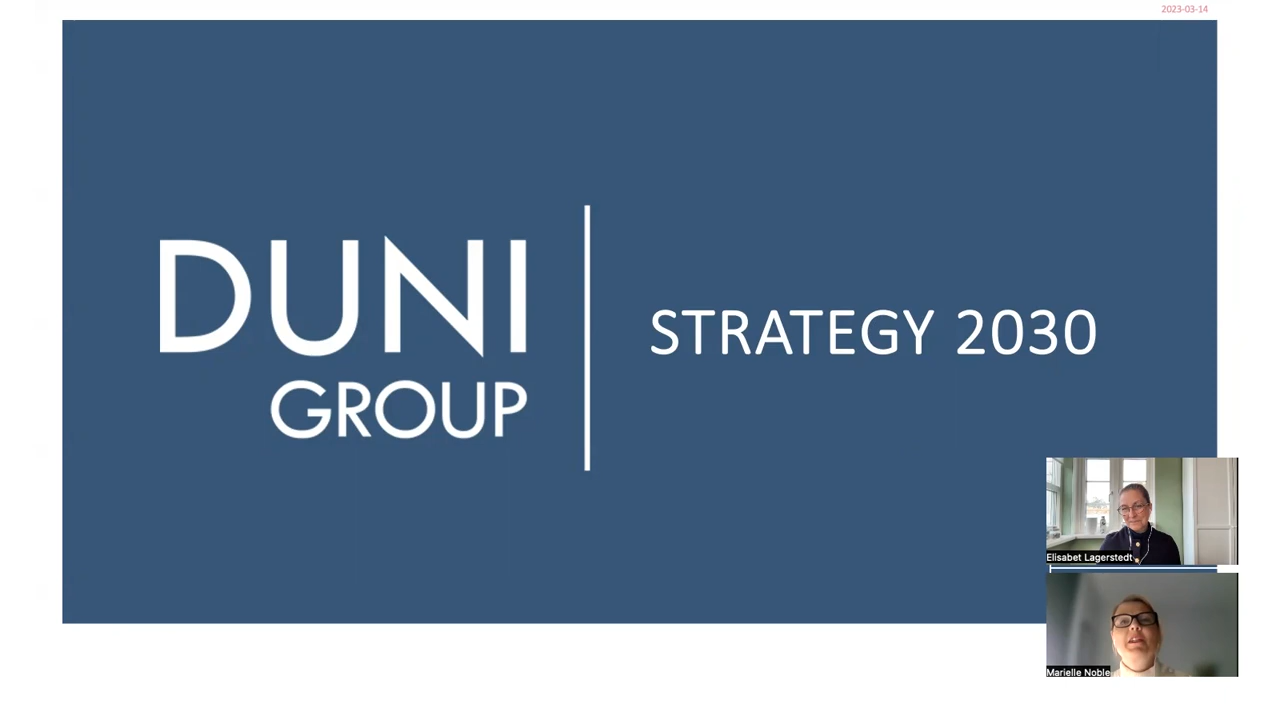 2023-03-14
DUNI
GROUP
STRATEGY 2030
Elisabet Lagerstedt
Marielle Noble